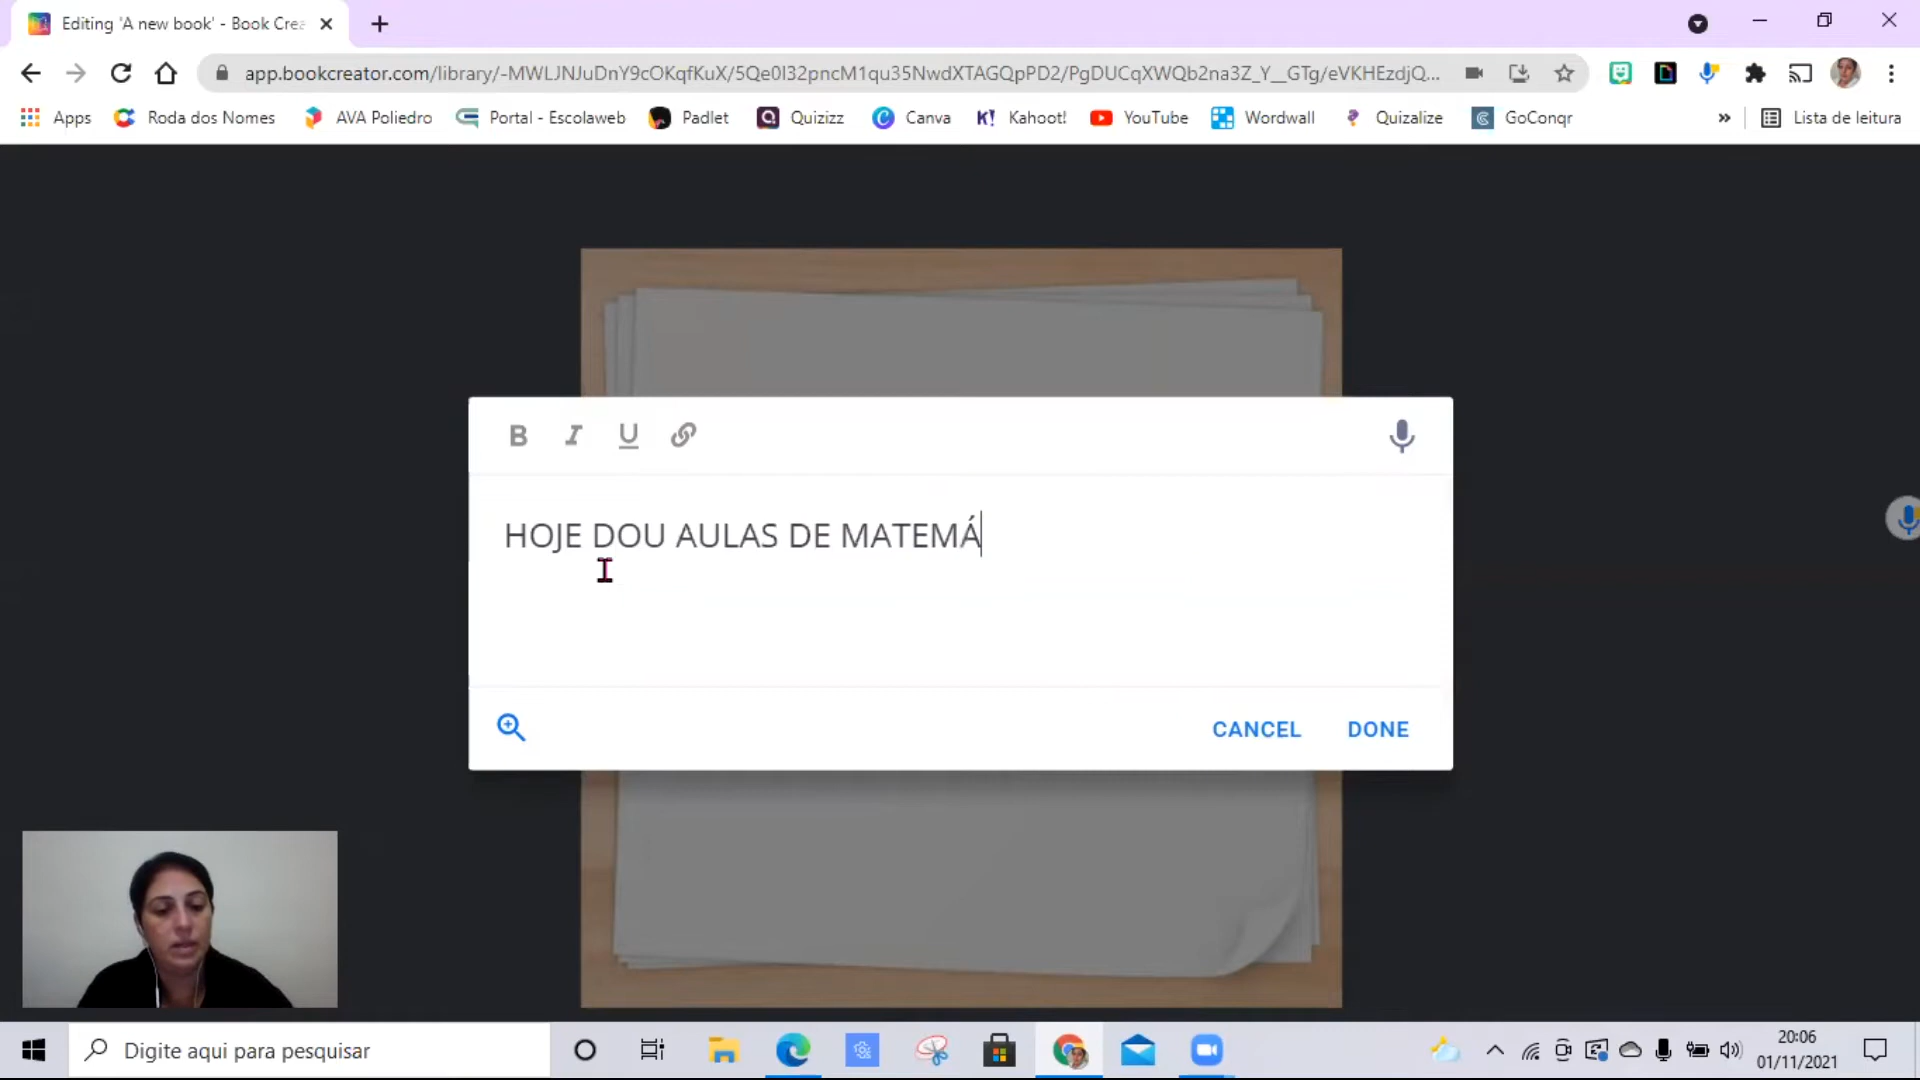 Editing 'A new book' - Book Crea
app.bookcreator.com/library/-MWLJNJuDnY9cOKqfKuX/5Qe0l32pncM1qu35NwdXTAGQpPD2/PgDUCqXWQb2na3Z_Y__GTg/eVKHEzdjQ...
Apps Roda dos Nomes AVA Poliedro Portal - Escolaweb Padlet Quizizz Canva K! Kahoot! YouTube Wordwall Quizalize GoConqr » Lista de leitura
B I U
HOJE DOU AULAS DE MATEMÁ
CANCEL DONE
Digite aqui para pesquisar
20:06
01/11/2021